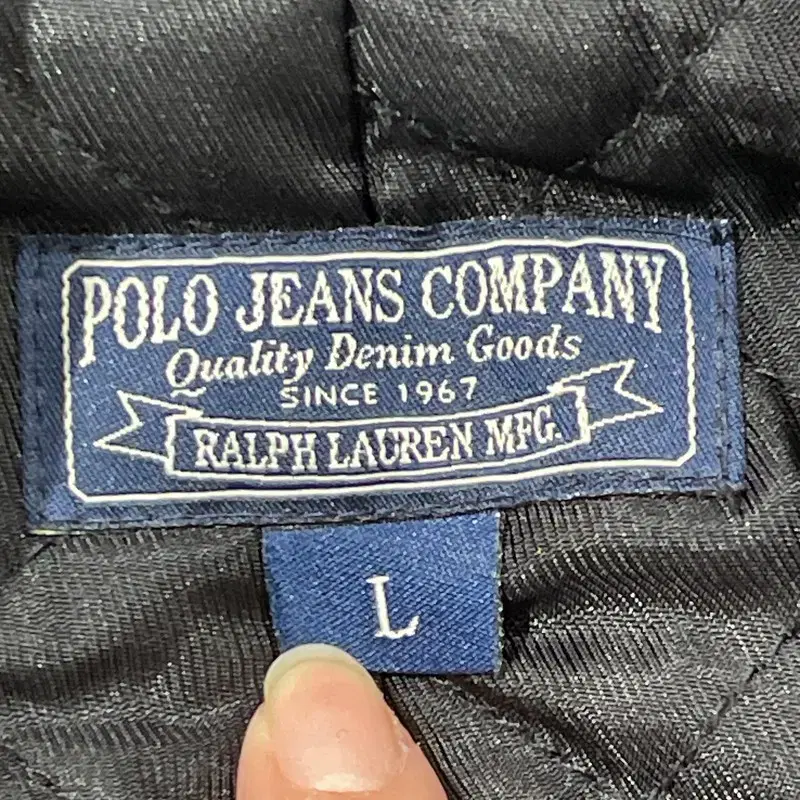 POLO JEANS COMPANY
Quality Denim Goods
SINCE 1967
RALPH LAUREN MFG.
L